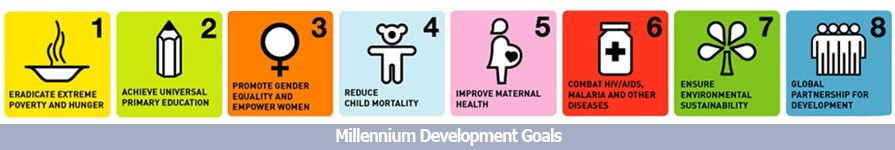 1
ERADICATE EXTREME
POVERTY AND HUNGER
2
ACHIEVE UNIVERSAL
PRIMARY EDUCATION
3
PROMOTE GENDER
EQUALITY AND
EMPOWER WOMEN
4
REDUCE
CHILD MORTALITY
5
IMPROVE MATERNAL
HEALTH
6
COMBAT HIV/AIDS,
MALARIA AND OTHER
DISEASES
7
ENSURE
ENVIRONMENTAL
SUSTAINABILITY
8
GLOBAL
PARTNERSHIP FOR
DEVELOPMENT
Millennium Development Goals